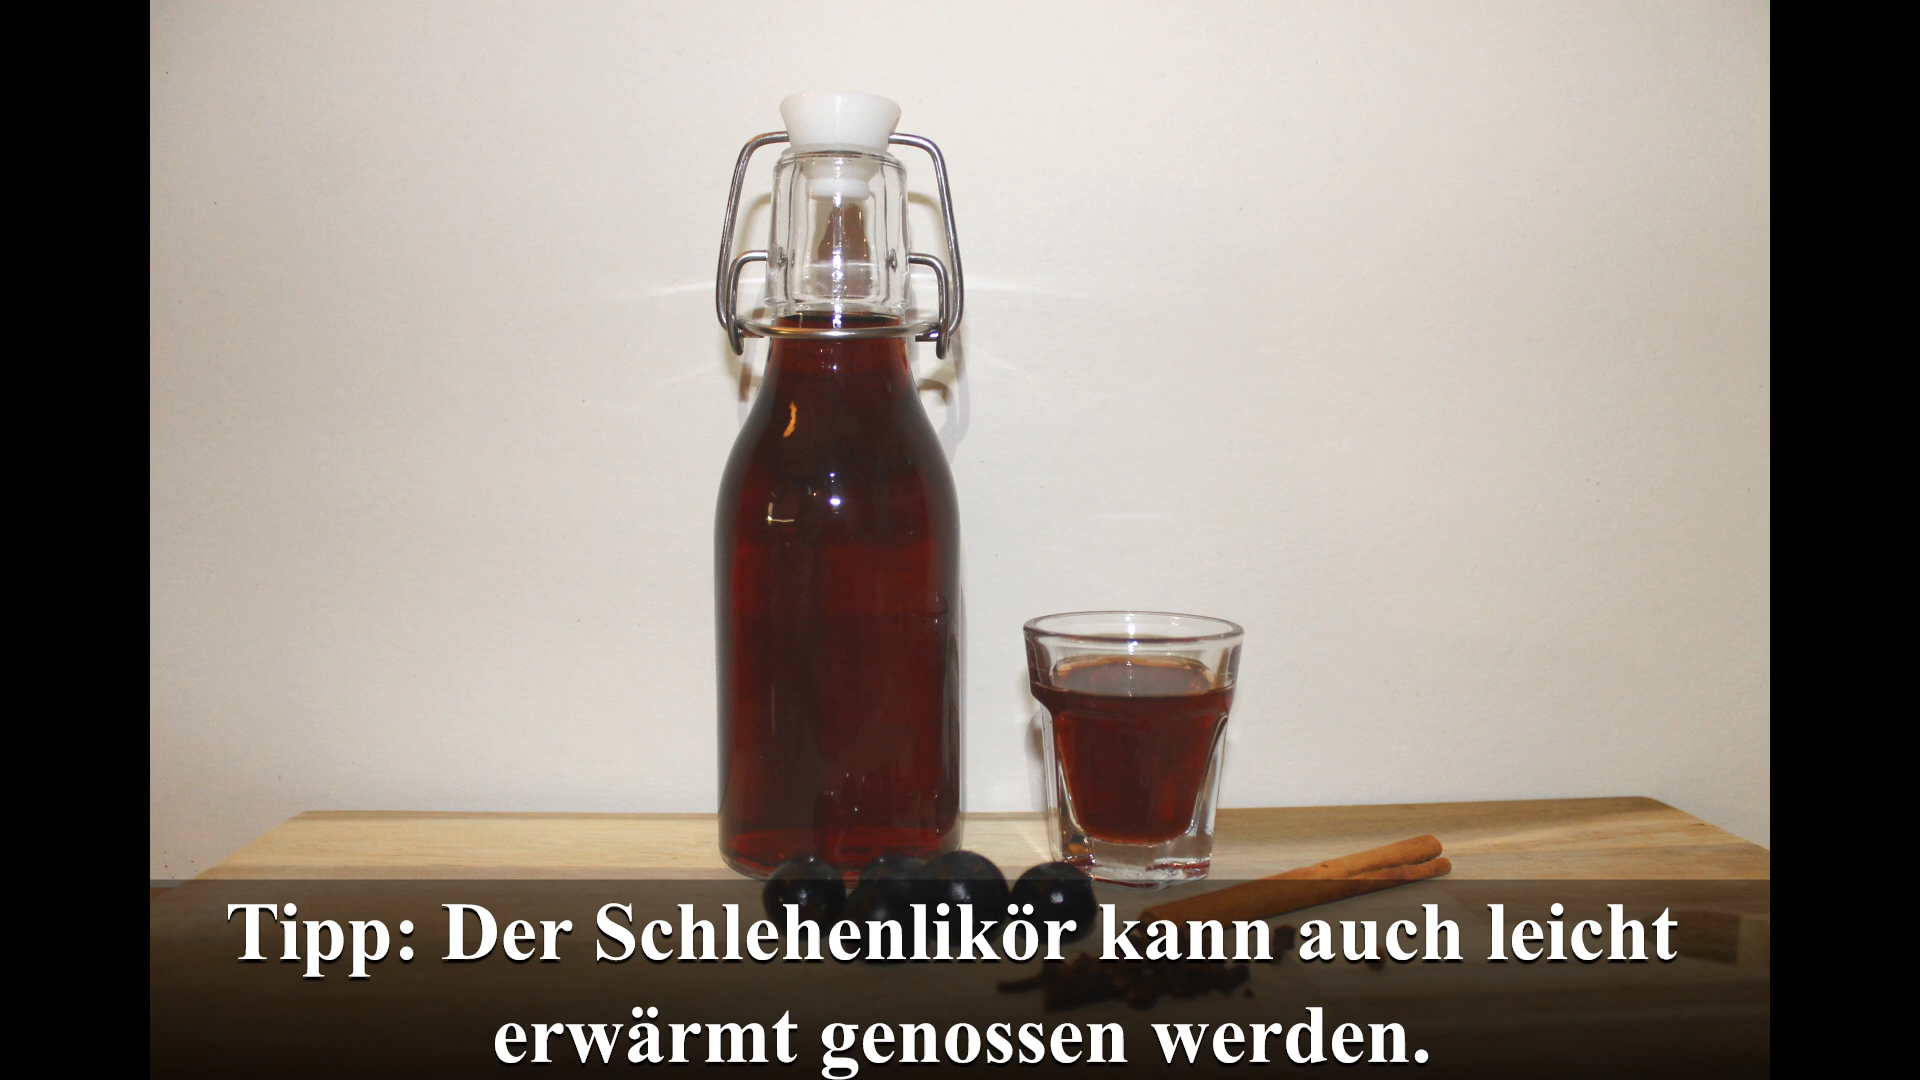 Tipp: Der Schlehenlikör kann auch leicht
erwärmt genossen werden.